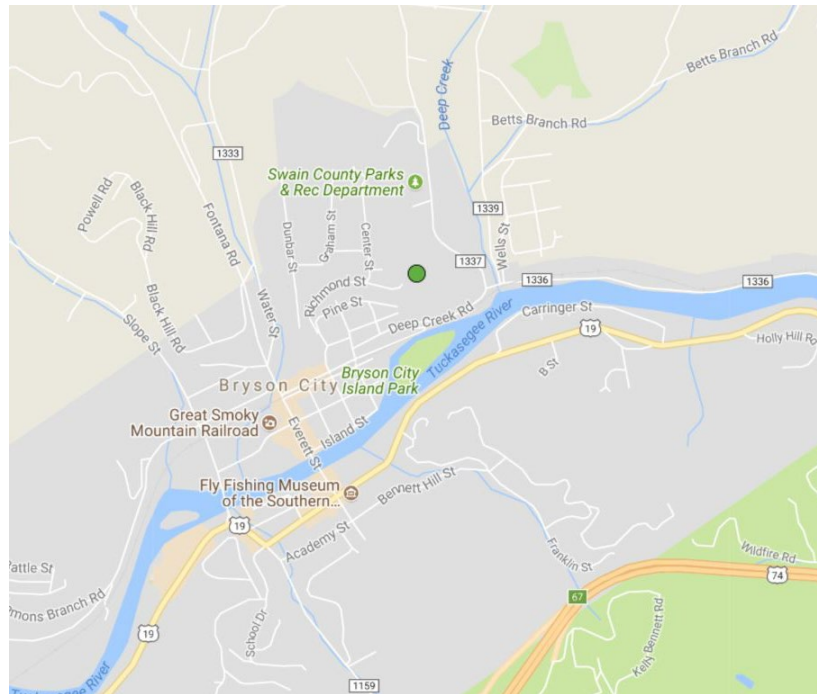 Betts Branch Rd
Deep Creek
Betts Branch Rd
1333
Swain County Parks
& Rec Department
Powell Rd
Black Hill Rd
Fontana Rd
1339
Dunbar St
Graham St
Center St
Wells St
1337
1336
1336
Richmond St
Pine St
Water St
Black Hill Rd
Slope St
Deep Creek Rd
Tuckasegee River
Carringer St
19
Holly Hill Rd
B St
Bryson City
Island Park
Bryson City
Great Smoky
Mountain Railroad
Everett St
Island St
Fly Fishing Museum
of the Southern...
Bennett Hill St
19
Academy St
Franklin St
Wildfire Rd
74
Pattle St
Branch Rd
67
19
School Dr
Kelly Bennett Rd
1159
River